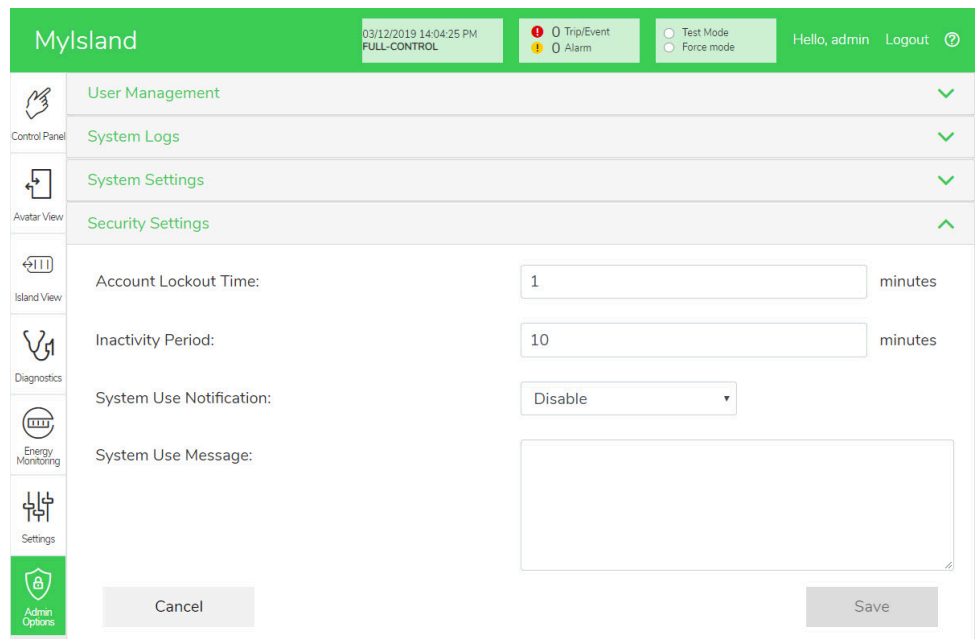 MyIsland
03/12/2019 14:04:25 PM
FULL-CONTROL
0 Trip/Event
0 Alarm
Test Mode
Force mode
Hello, admin
Logout
Control Panel
Avatar View
Island View
Diagnostics
Energy
Monitoring
Settings
Admin
Options
User Management
System Logs
System Settings
Security Settings
Account Lockout Time:
1
minutes
Inactivity Period:
10
minutes
System Use Notification:
Disable
System Use Message:
Cancel
Save